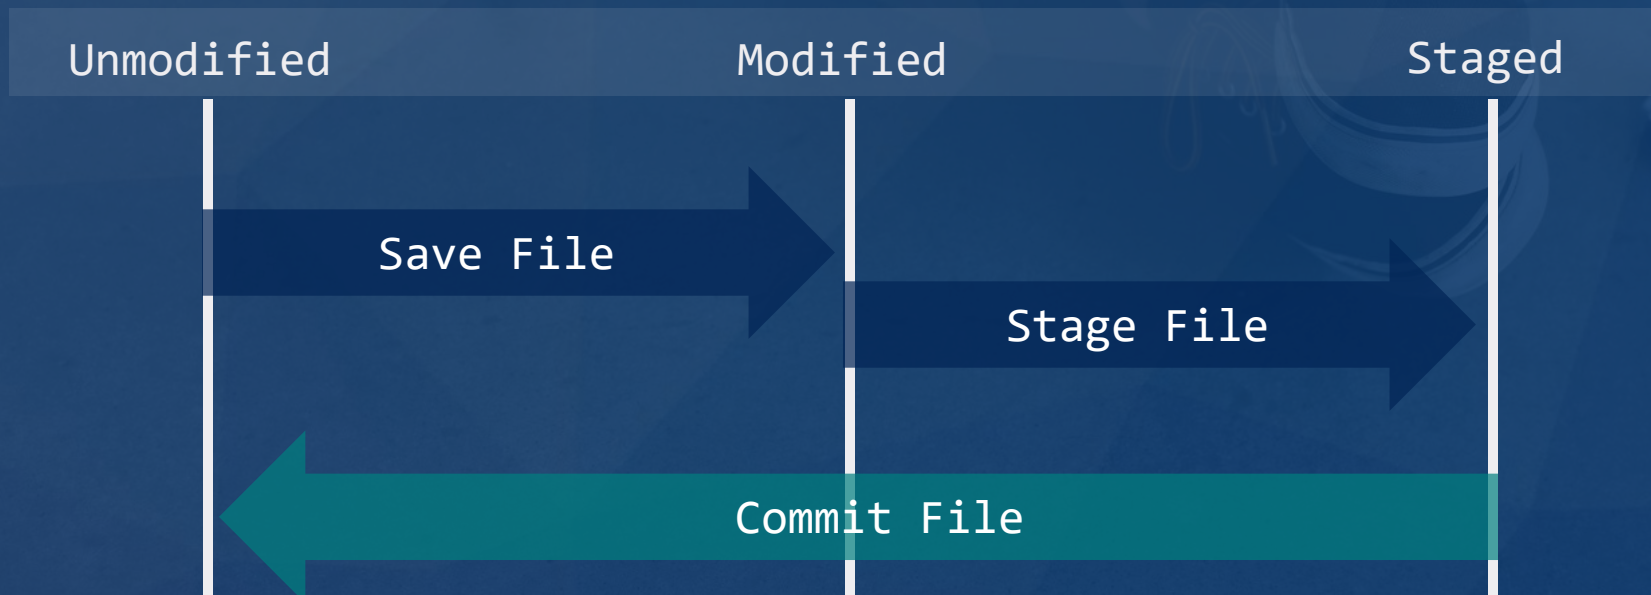 Unmodified
Modified
Staged
Save File
Stage File
Commit File